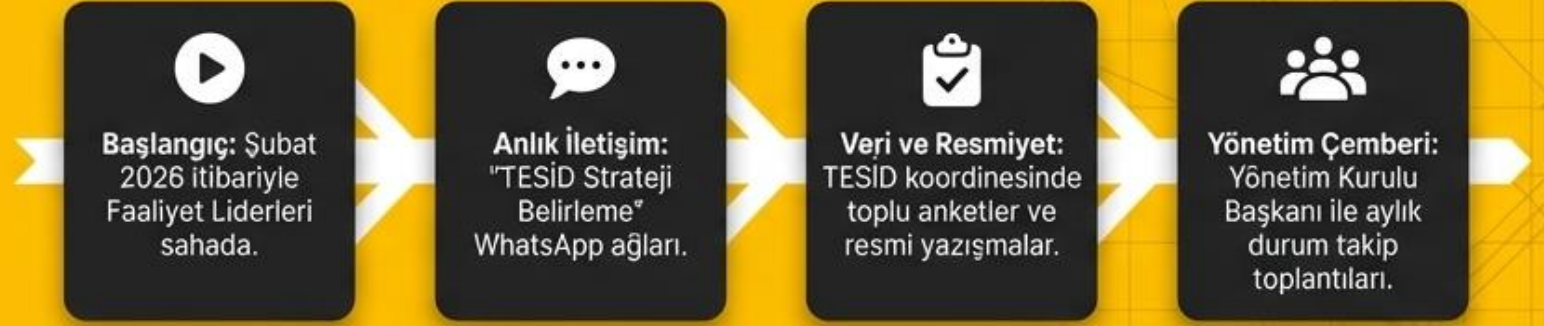 Başlangıç: Şubat
2026 itibariyle
Faaliyet Liderleri
sahada.
Anlık İletişim:
"TESİD Strateji
Belirleme"
WhatsApp ağları.
Veri ve Resmiyet:
TESİD koordinesinde
toplu anketler ve
resmi yazışmalar.
Yönetim Çemberi:
Yönetim Kurulu
Başkanı ile aylık
durum takip
toplantıları.